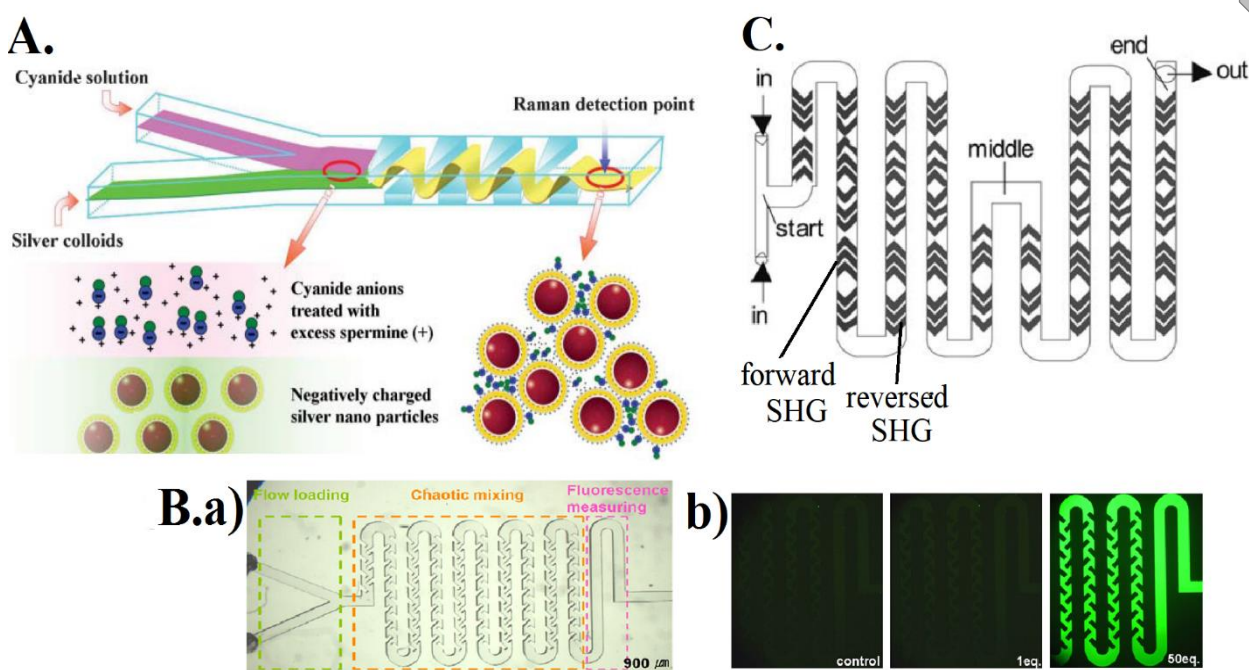 A.
Cyanide solution
Raman detection point
Silver colloids
Cyanide anions
treated with
excess spermine (+)
Negatively charged
silver nano particles
C.
end
in
out
middle
start
in
forward
SHG
reversed
SHG
B.a)
Flow loading
Chaotic mixing
Fluorescence
measuring
900 μm
b)
control
1eq.
50eq.